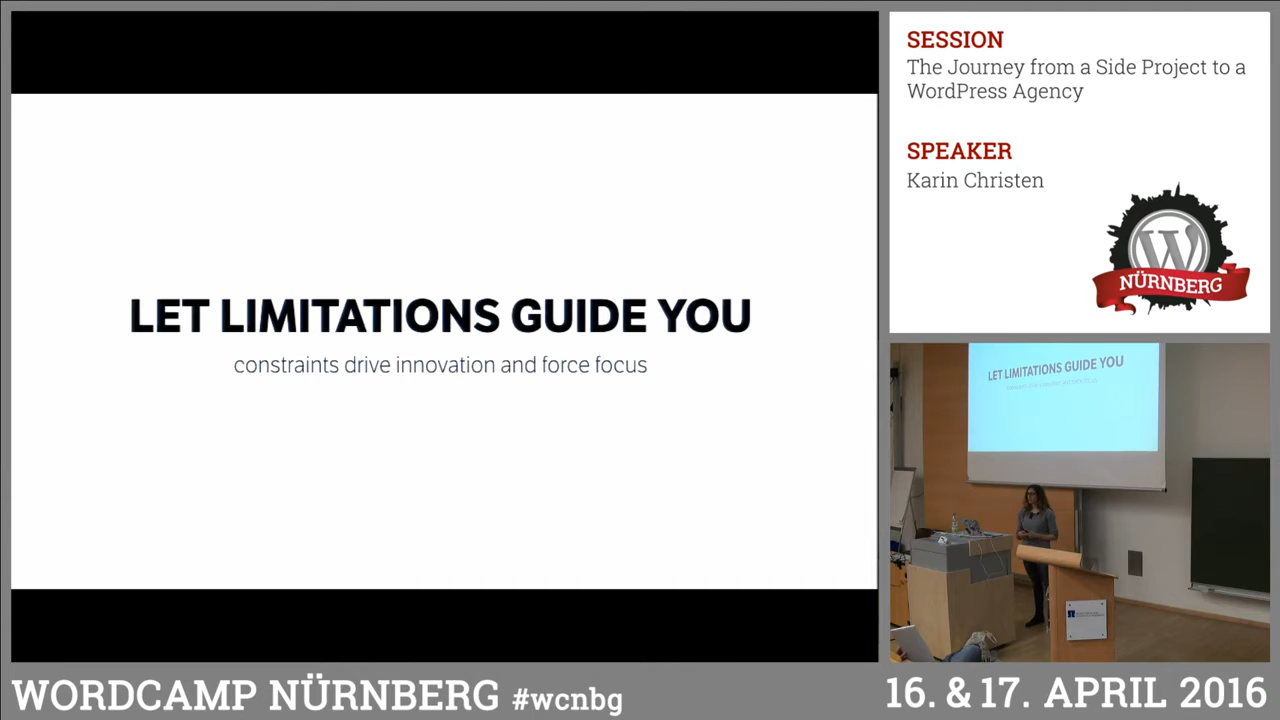 LET LIMITATIONS GUIDE YOU
constraints drive innovation and force focus
SESSION
The Journey from a Side Project to a
WordPress Agency
SPEAKER
Karin Christen
W
NÜRNBERG
LET LIMITATIONS GUIDE YOU
WORDCAMP NÜRNBERG #wcnbg
16. & 17. APRIL 2016